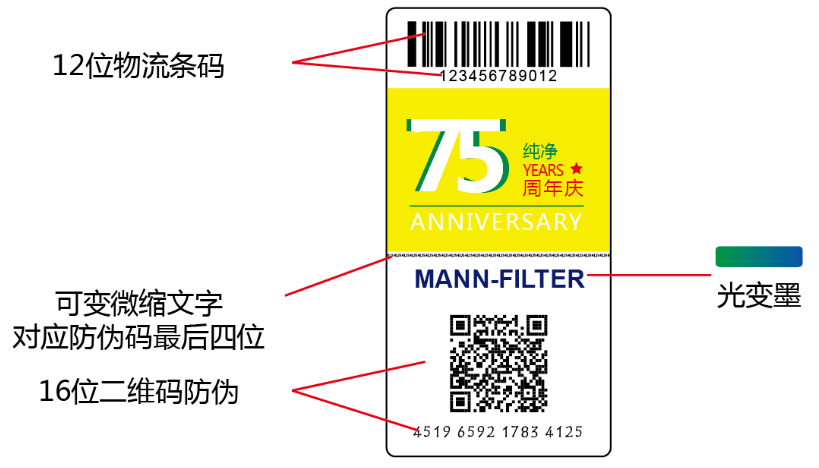 12位物流条码
123456789012
75
纯净
YEARS
周年庆
ANNIVERSARY
可变微缩文字
对应防伪码最后四位
MANN-FILTER
光变墨
16位二维码防伪
4519 6592 1783 4125